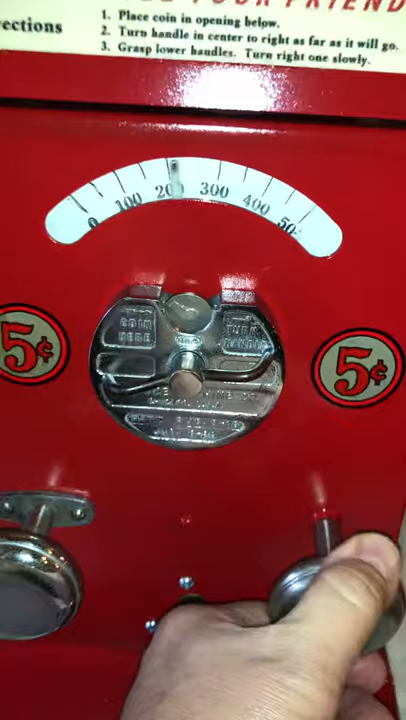 YOUR FRIEND
ections
1. Place coin in opening below.
2. Turn handle in center to right as far as it will go.
3. Grasp lower handles. Turn right one slowly.
0 100 200 300 400 50
5¢
5¢
COIN
HERE
TURN
HANDLE